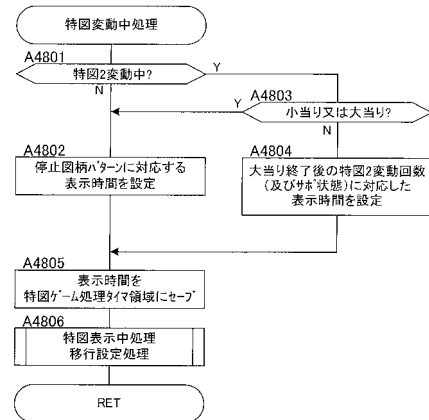 特図変動中処理
A4801
特図2変動中?
Y
N
A4803
Y
小当り又は大当り?
N
A4802
停止図柄ﾊﾟﾀｰﾝに対応する
表示時間を設定
A4804
大当り終了後の特図2変動回数
(及びｻﾎﾟ状態)に対応した
表示時間を設定
A4805
表示時間を
特図ｹﾞｰﾑ処理ﾀｲﾏ領域にｾｰﾌﾞ
A4806
特図表示中処理
移行設定処理
RET